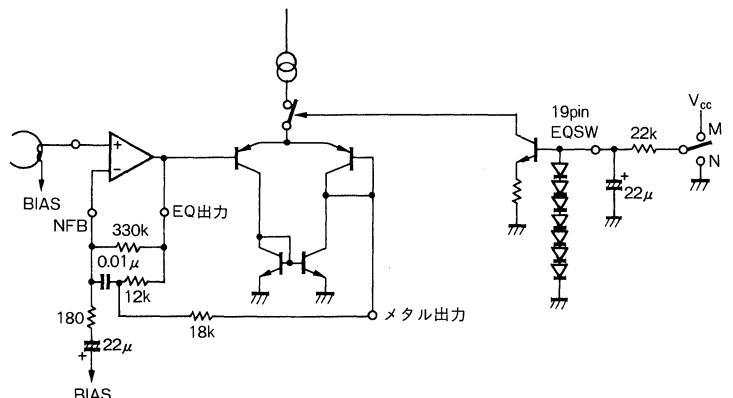 19pin
EQSW
22k
Vcc
M
N
+
22μ
+
−
BIAS
NFB
EQ出力
330k
0.01μ
12k
180
18k
メタル出力
+
22μ
BIAS